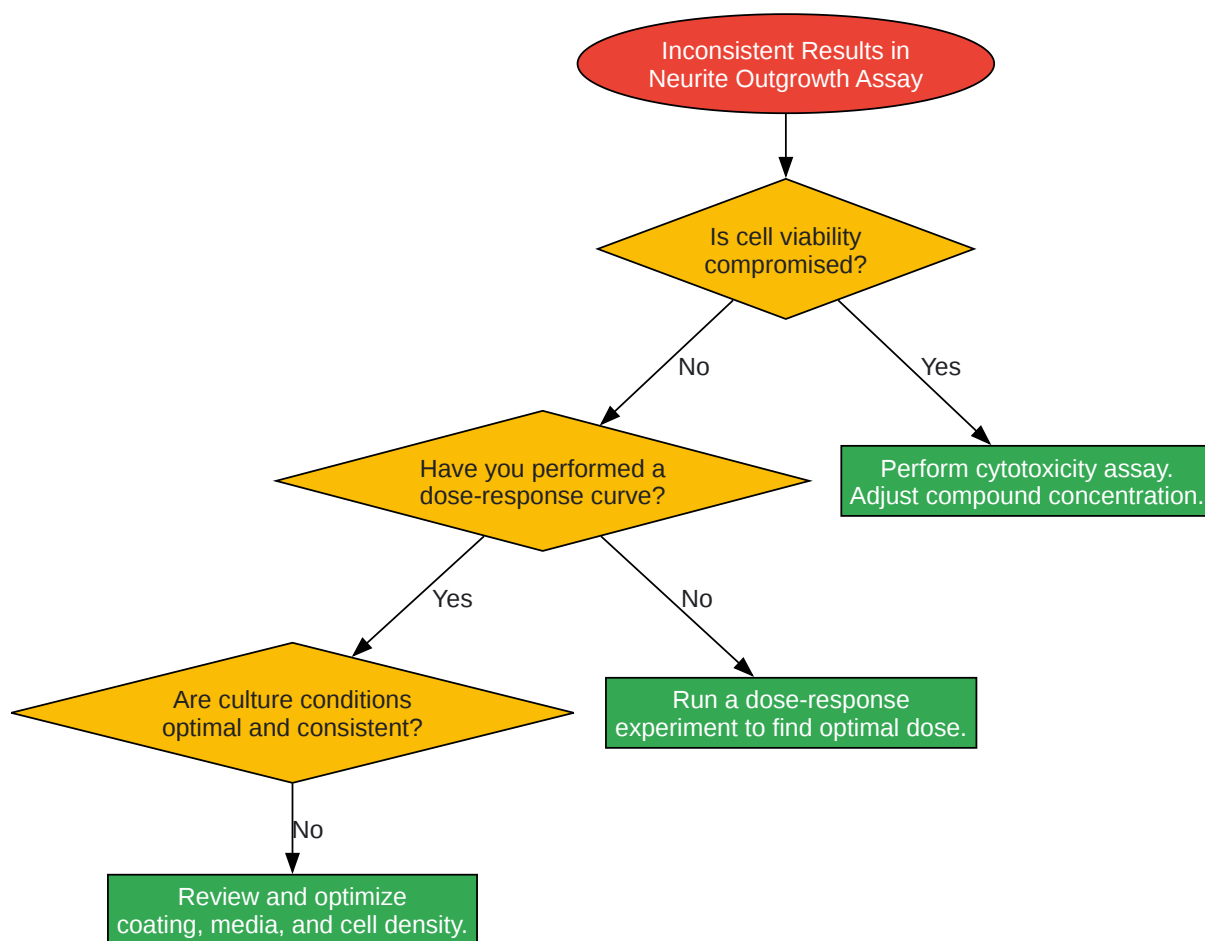 Inconsistent Results in
Neurite Outgrowth Assay
Is cell viability
compromised?
No
Yes
Have you performed a
dose-response curve?
Perform cytotoxicity assay.
Adjust compound concentration.
Yes
No
Are culture conditions
optimal and consistent?
Run a dose-response
experiment to find optimal dose.
No
Review and optimize
coating, media, and cell density.